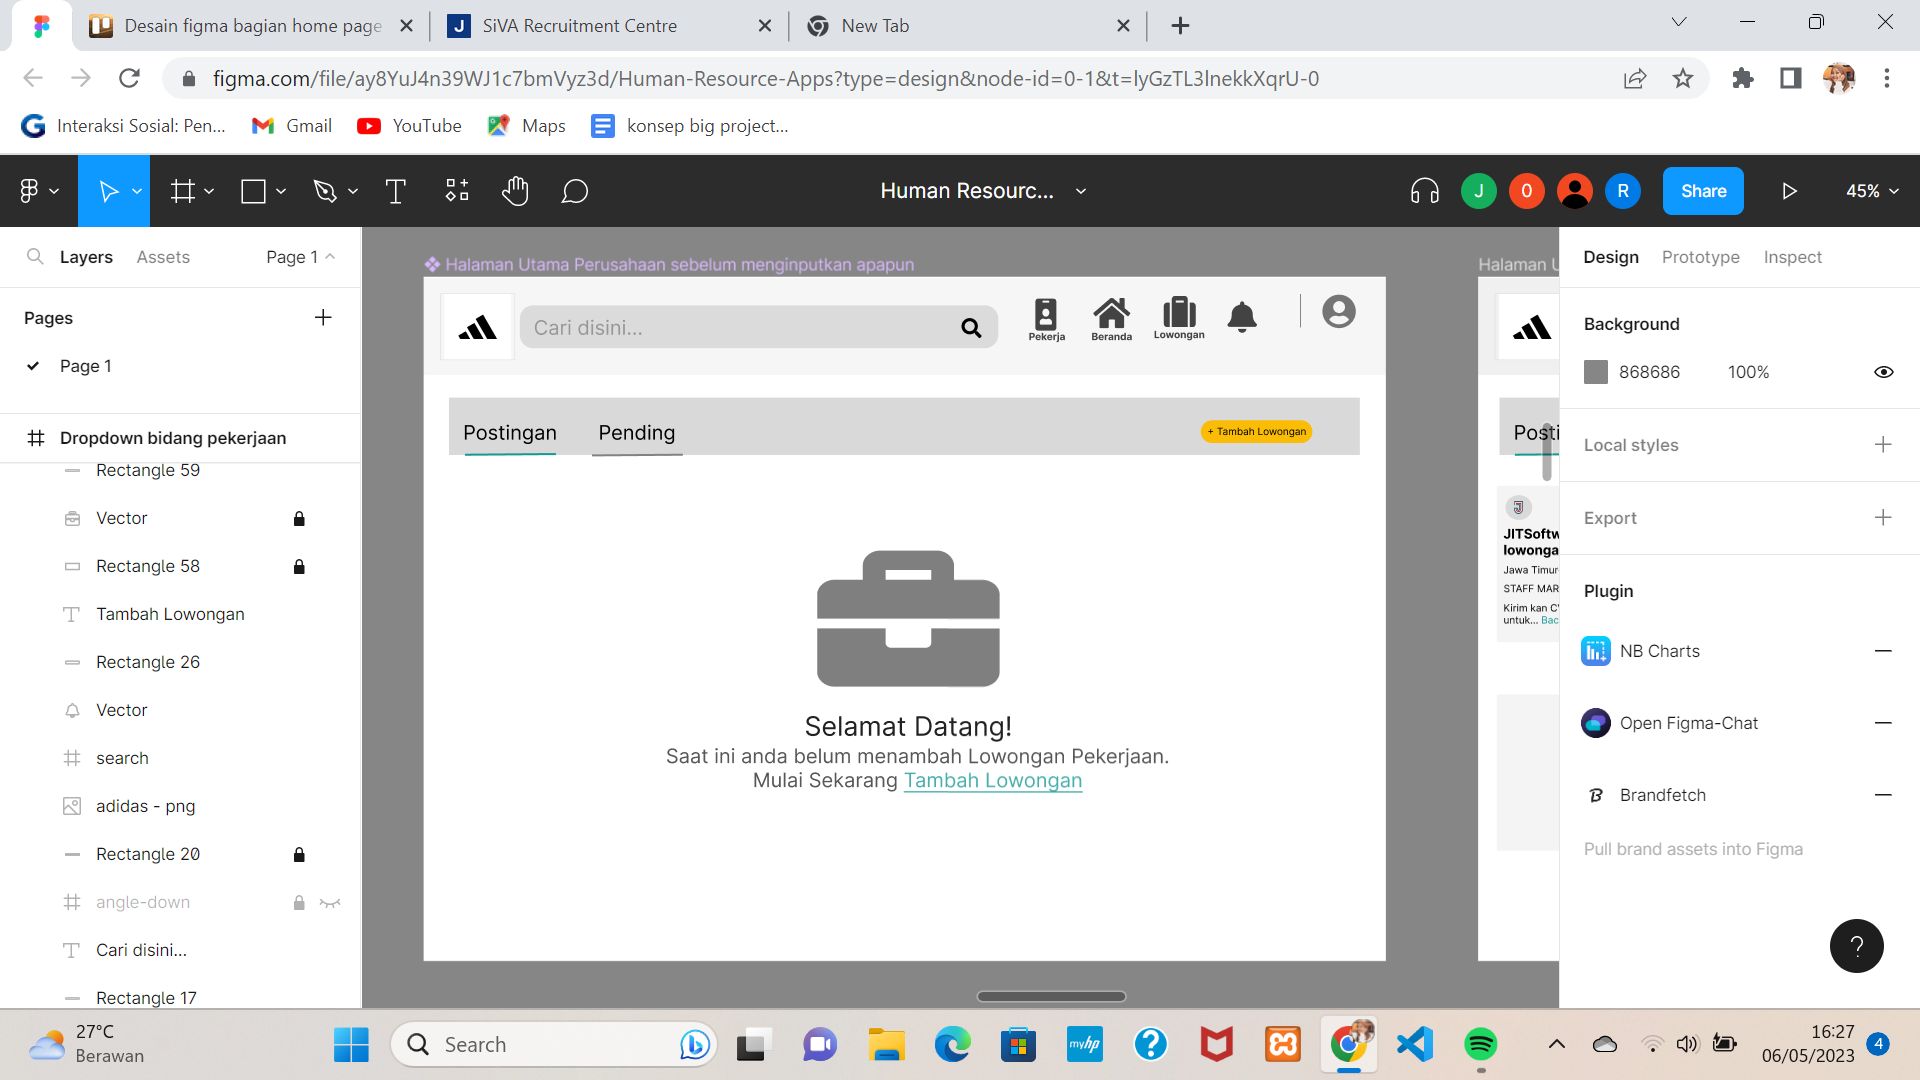 Desain figma bagian home page
SiVA Recruitment Centre
New Tab
figma.com/file/ay8YuJ4n39WJ1c7bmVyz3d/Human-Resource-Apps?type=design&node-id=0-1&t=lyGzTL3lnekkXqrU-0
Interaksi Sosial: Pen...
Gmail
YouTube
Maps
konsep big project...
Human Resourc...
J
0
R
Share
45%
Layers
Assets
Page 1
Pages
Page 1
Dropdown bidang pekerjaan
Rectangle 59
Vector
Rectangle 58
Tambah Lowongan
Rectangle 26
Vector
search
adidas - png
Rectangle 20
angle-down
Cari disini...
Rectangle 17
Halaman Utama Perusahaan sebelum menginputkan apapun
Cari disini...
Pekerja
Beranda
Lowongan
Postingan
Pending
+ Tambah Lowongan
Selamat Datang!
Saat ini anda belum menambah Lowongan Pekerjaan.
Mulai Sekarang Tambah Lowongan
Halaman U
Posti
JITSoftw
lowonga
Jawa Timur
STAFF MAR
Kirim kan C
untuk... Bac
Design
Prototype
Inspect
Background
868686
100%
Local styles
Export
Plugin
NB Charts
Open Figma-Chat
Brandfetch
Pull brand assets into Figma
?
27°C
Berawan
Search
myhp
16:27
06/05/2023
4